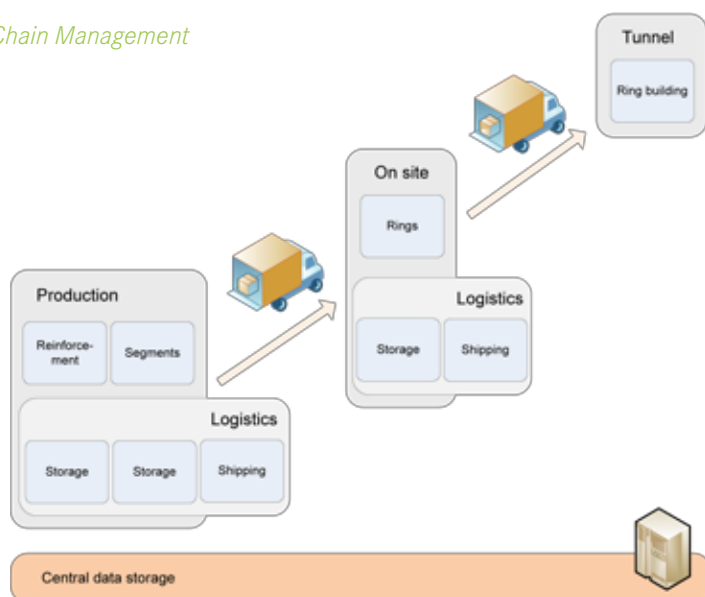 Chain Management
Tunnel
Ring building
On site
Rings
Logistics
Storage
Shipping
Production
Reinforce-
ment
Segments
Logistics
Storage
Storage
Shipping
Central data storage